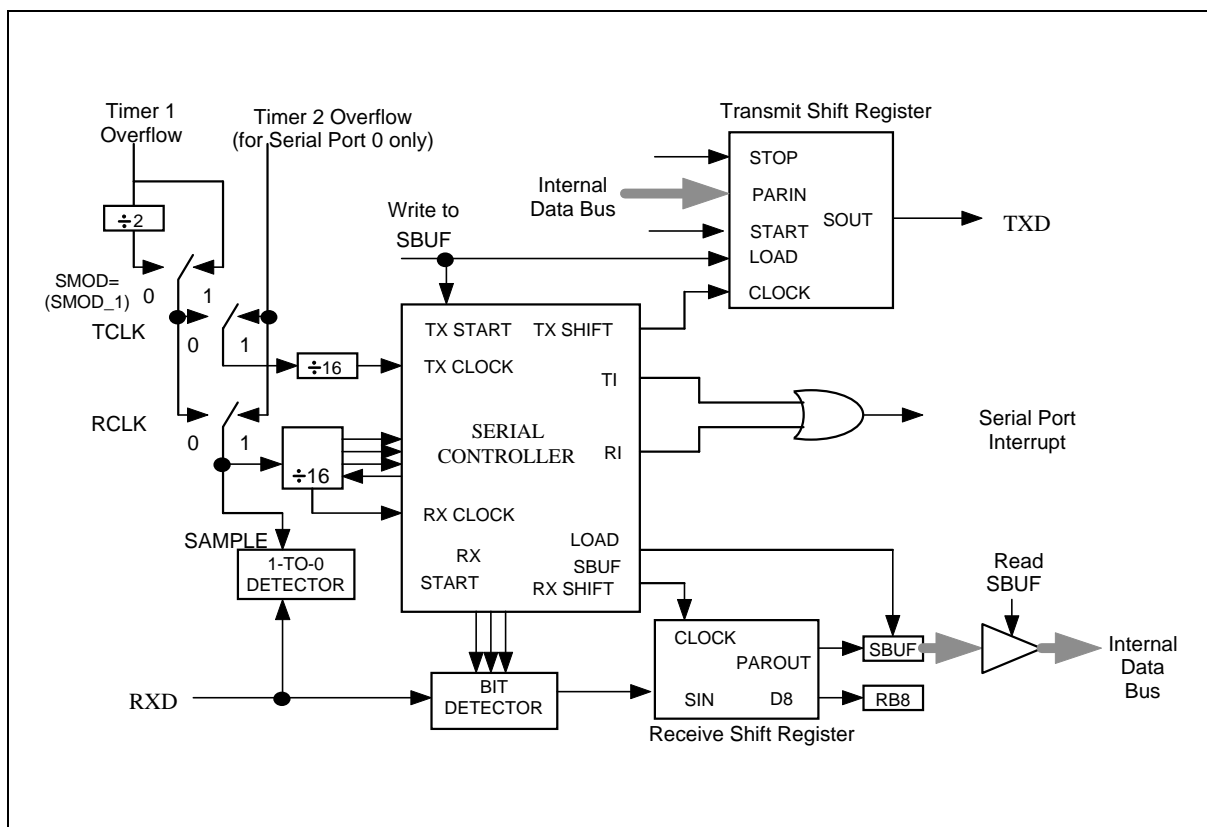 Timer 1
Overflow
Timer 2 Overflow
(for Serial Port 0 only)
÷2
SMOD=
(SMOD_1)
0
1
TCLK
0
1
÷16
RCLK
0
1
÷16
SAMPLE
1-TO-0
DETECTOR
RXD
Write to
SBUF
TX START
TX SHIFT
TX CLOCK
TI
SERIAL
CONTROLLER
RI
RX CLOCK
LOAD
SBUF
RX
START
RX SHIFT
BIT
DETECTOR
Transmit Shift Register
Internal
Data Bus
STOP
PARIN
SOUT
START
LOAD
CLOCK
TXD
Serial Port
Interrupt
CLOCK
PAROUT
SIN
D8
Receive Shift Register
SBUF
RB8
Read
SBUF
Internal
Data
Bus